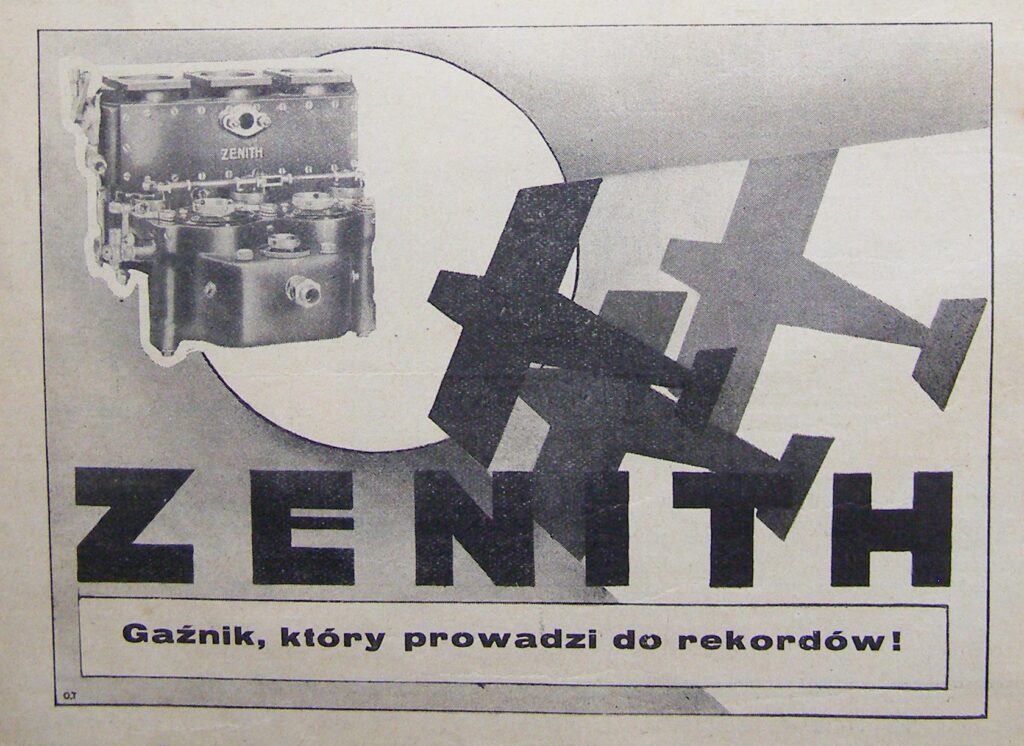 ZENITH
ZENITH
Gaźnik, który prowadzi do rekordów!
O.T